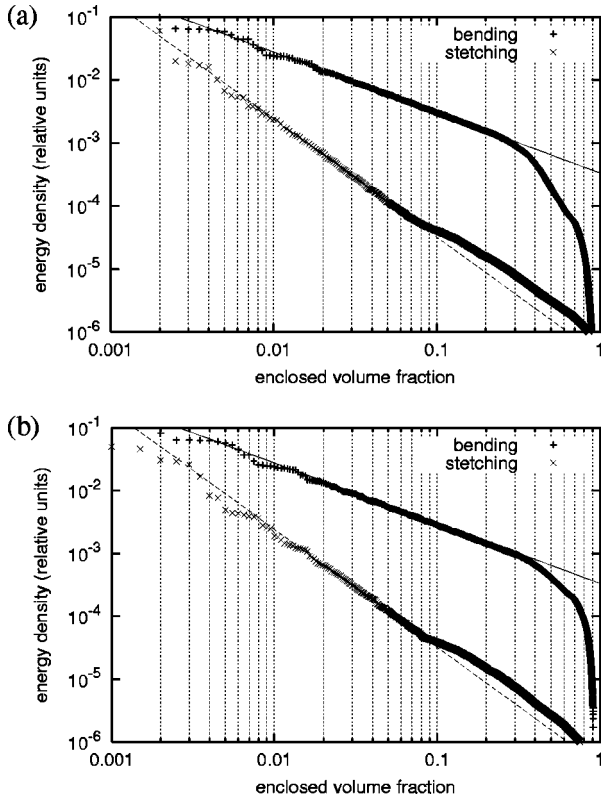 (a)
energy density (relative units)
10^-1
10^-2
10^-3
10^-4
10^-5
10^-6
bending +
stetching ×
0.001 0.01 0.1 1
enclosed volume fraction
(b)
energy density (relative units)
10^-1
10^-2
10^-3
10^-4
10^-5
10^-6
bending +
stretching ×
0.001 0.01 0.1 1
enclosed volume fraction